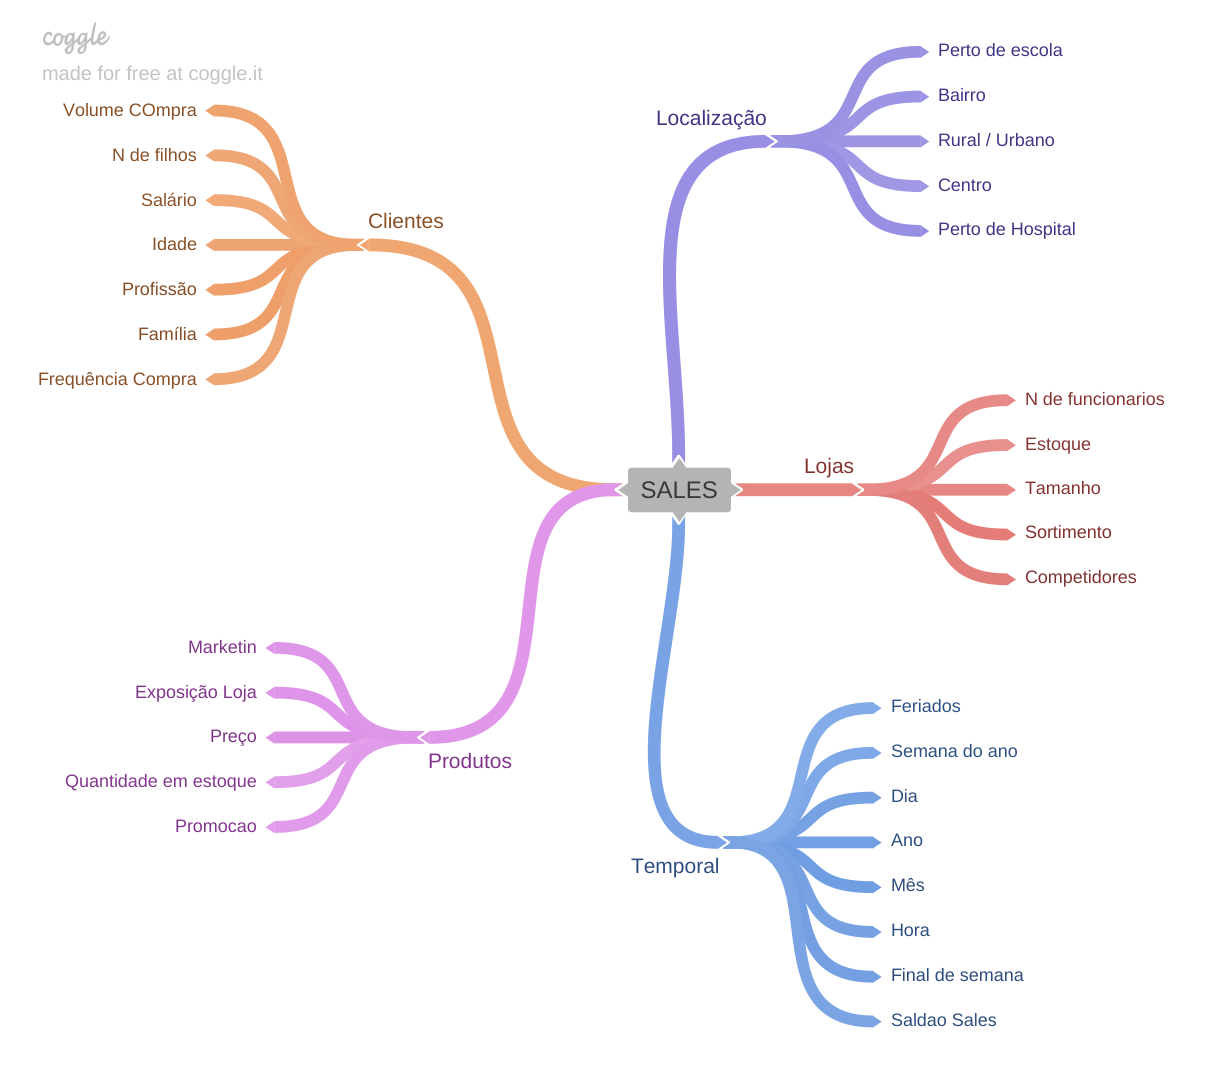 coggle
made for free at coggle.it
Clientes
Volume COmpra
N de filhos
Salário
Idade
Profissão
Família
Frequência Compra
Localização
Perto de escola
Bairro
Rural / Urbano
Centro
Perto de Hospital
SALES
Lojas
N de funcionarios
Estoque
Tamanho
Sortimento
Competidores
Produtos
Marketin
Exposição Loja
Preço
Quantidade em estoque
Promocao
Temporal
Feriados
Semana do ano
Dia
Ano
Mês
Hora
Final de semana
Saldao Sales